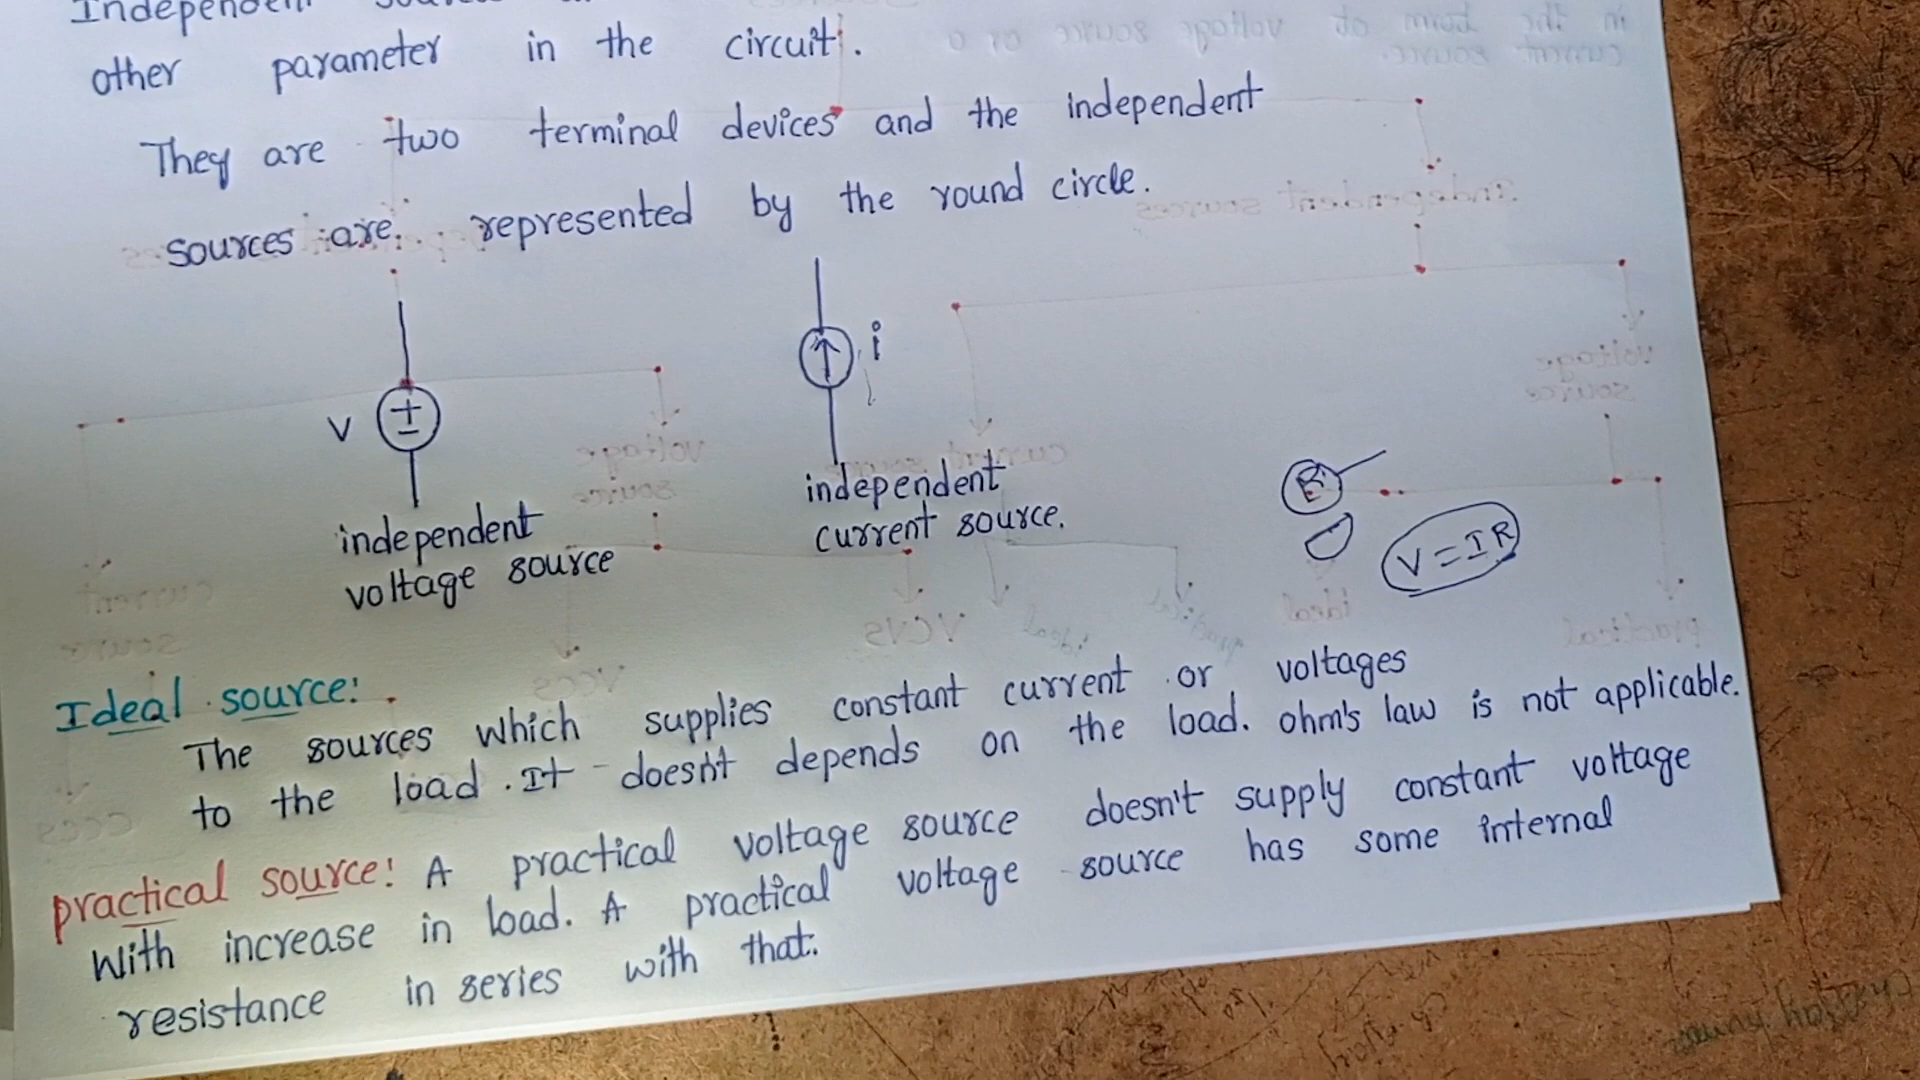 Independent
other parameter in the circuit.
They are two terminal devices and the independent
sources are represented by the round circle.
V
i
independent
voltage source
independent
current source.
R
V=IR
Ideal source:
The sources which supplies constant current or voltages
to the load. It doesn't depends on the load. ohm's law is not applicable.
practical source: A practical voltage source doesn't supply constant voltage
With increase in load. A practical voltage source has some internal
resistance in series with that.